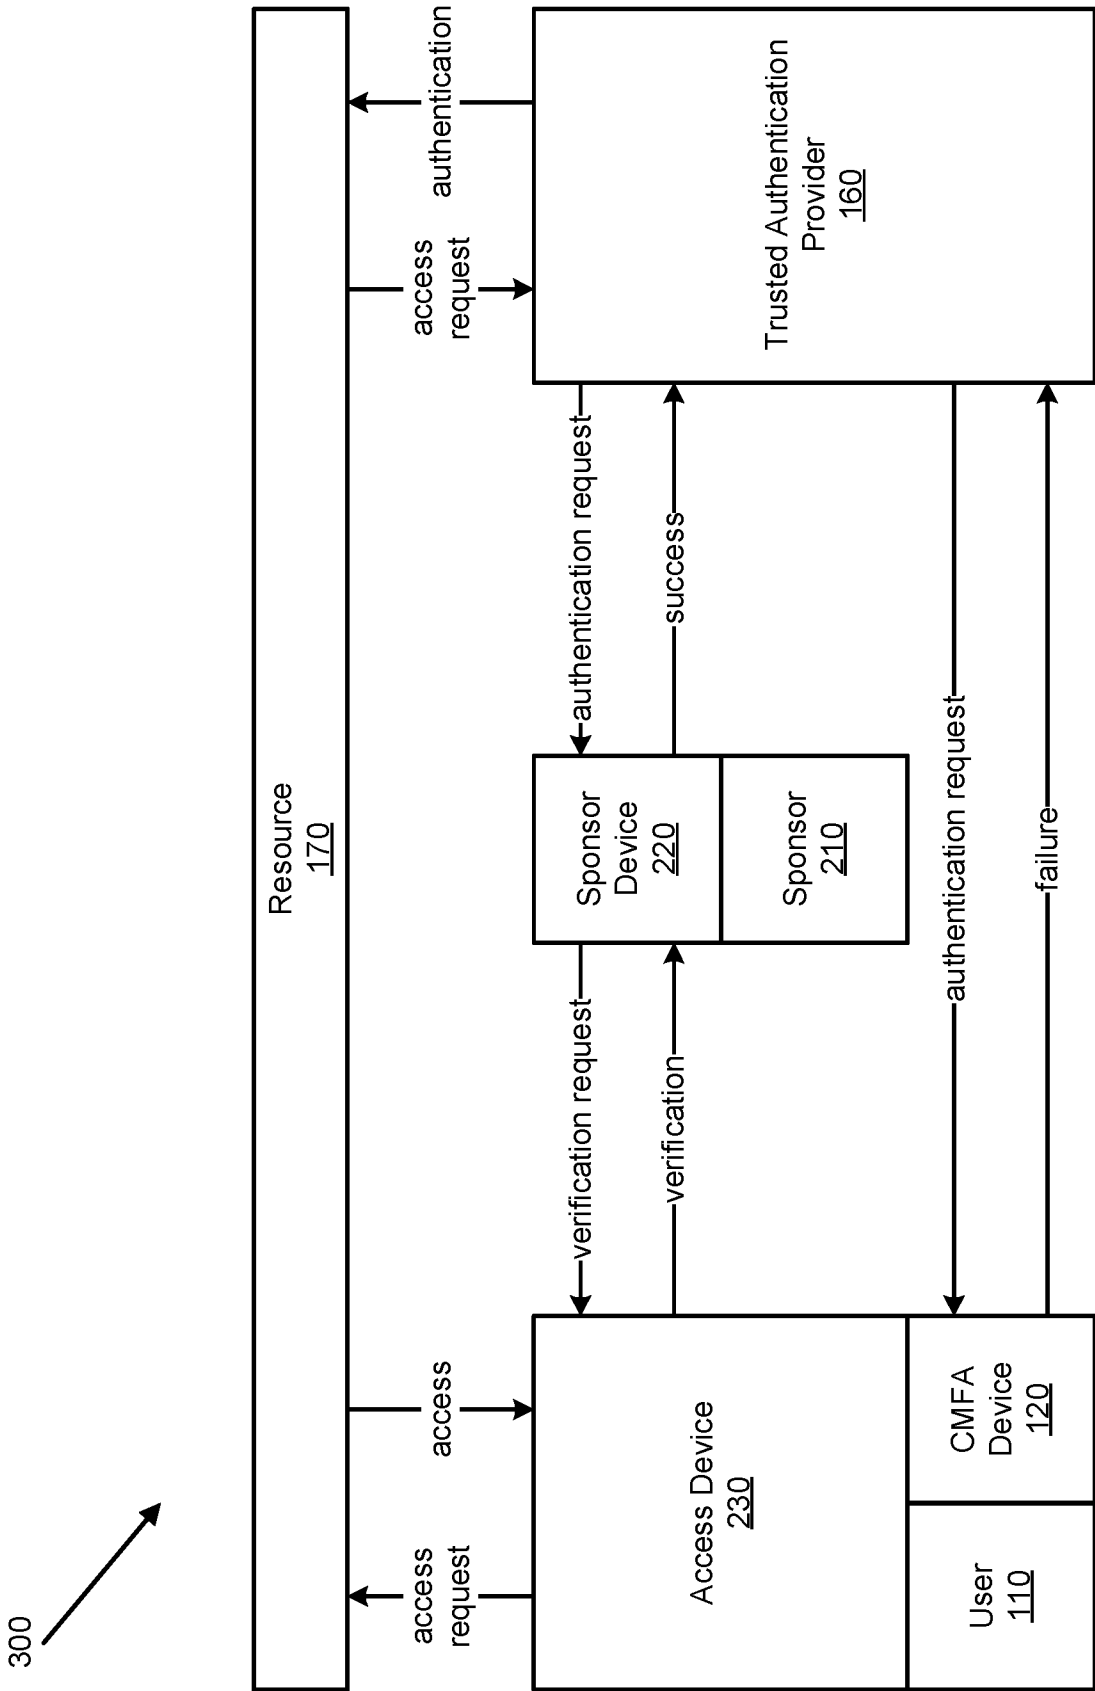 300
Resource
170
access
request
access
access
request
authentication
Access Device
230
User
110
CMFA
Device
120
verification request
verification
Sponsor
Device
220
Sponsor
210
authentication request
success
authentication request
failure
Trusted Authentication
Provider
160